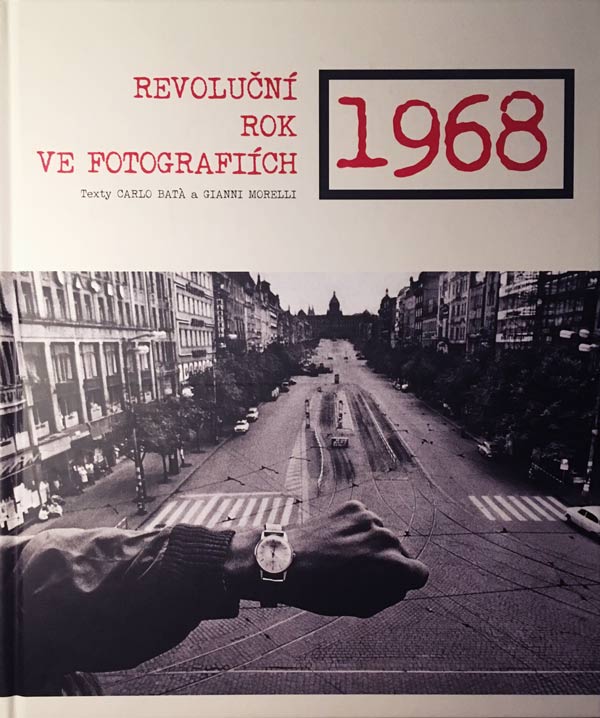 REVOLUČNÍ
ROK
VE FOTOGRAFIÍCH
1968
Texty CARLO BATÀ a GIANNI MORELLI